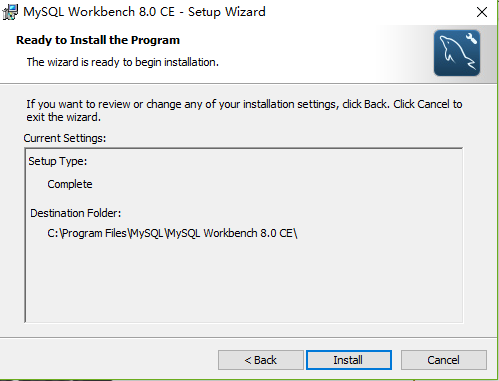 MySQL Workbench 8.0 CE - Setup Wizard
Ready to Install the Program
The wizard is ready to begin installation.
If you want to review or change any of your installation settings, click Back. Click Cancel to
exit the wizard.
Current Settings:
Setup Type:
Complete
Destination Folder:
C:\Program Files\MySQL\MySQL Workbench 8.0 CE\
< Back
Install
Cancel